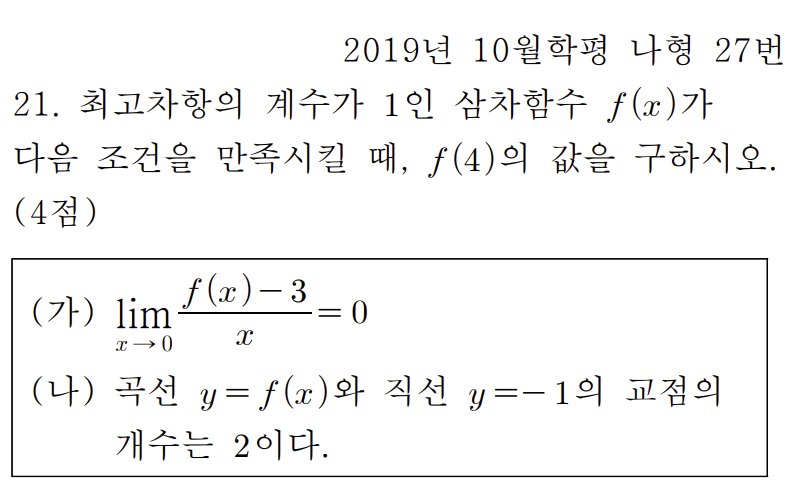 2019년 10월학평 나형 27번
21. 최고차항의 계수가 1인 삼차함수 f(x)가
다음 조건을 만족시킬 때, f(4)의 값을 구하시오.
(4점)
(가) lim_{x→0} \frac{f(x)-3}{x} = 0
(나) 곡선 y=f(x)와 직선 y=-1의 교점의
개수는 2이다.